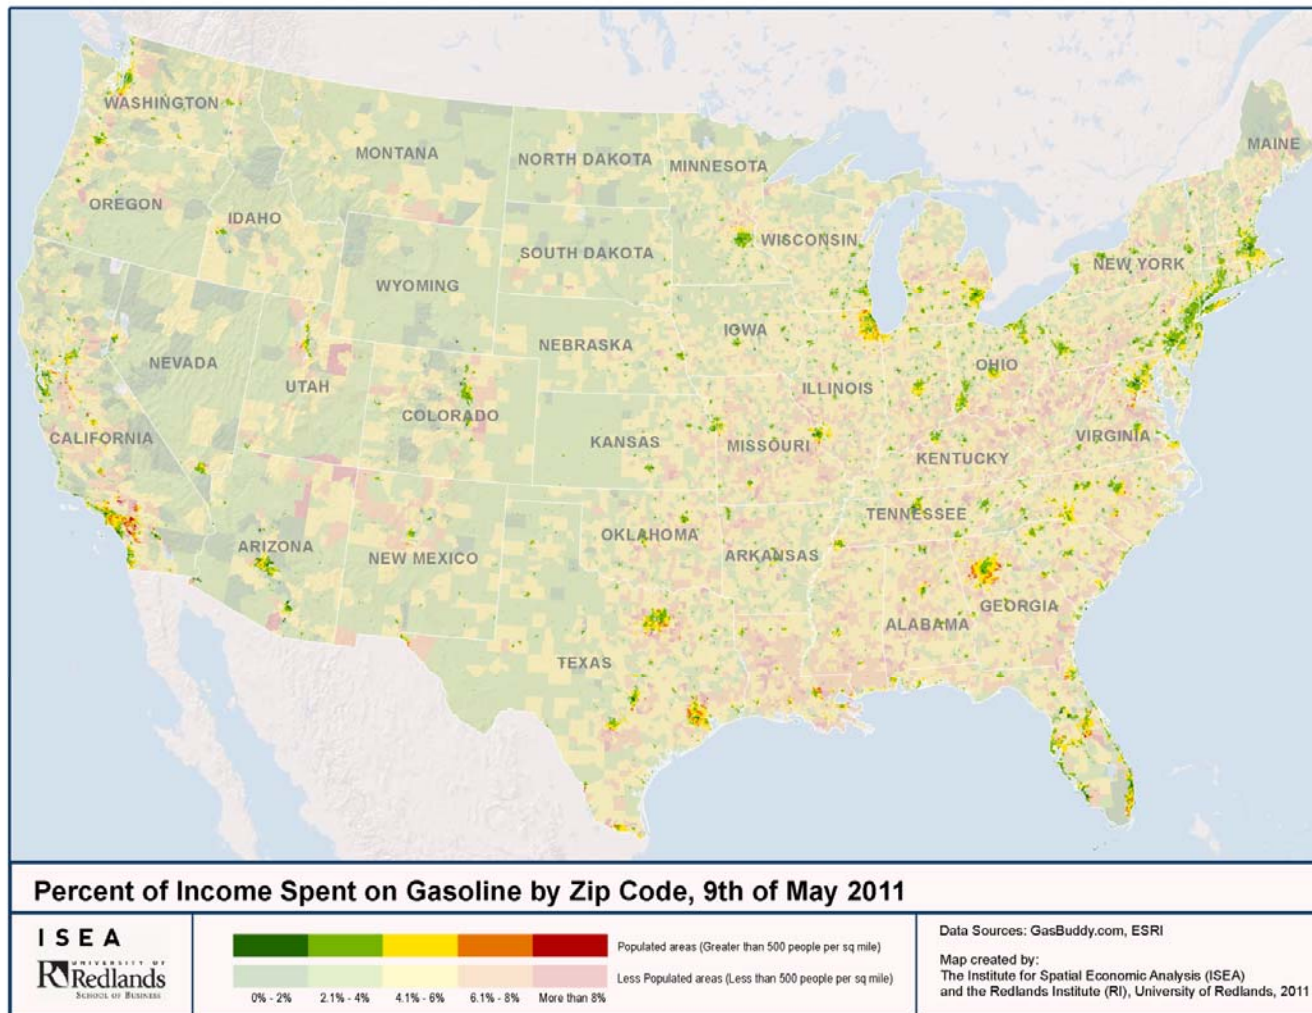 WASHINGTON
MONTANA
NORTH DAKOTA
MINNESOTA
MAINE
OREGON
IDAHO
SOUTH DAKOTA
WISCONSIN
NEW YORK
WYOMING
NEBRASKA
IOWA
OHIO
NEVADA
UTAH
COLORADO
ILLINOIS
CALIFORNIA
KANSAS
MISSOURI
KENTUCKY
VIRGINIA
ARIZONA
NEW MEXICO
OKLAHOMA
ARKANSAS
TENNESSEE
TEXAS
ALABAMA
GEORGIA
Percent of Income Spent on Gasoline by Zip Code, 9th of May 2011
ISEA
UNIVERSITY OF
R Redlands
SCHOOL OF BUSINESS
Populated areas (Greater than 500 people per sq mile)
Less Populated areas (Less than 500 people per sq mile)
0% - 2% 2.1% - 4% 4.1% - 6% 6.1% - 8% More than 8%
Data Sources: GasBuddy.com, ESRI
Map created by:
The Institute for Spatial Economic Analysis (ISEA)
and the Redlands Institute (RI), University of Redlands, 2011